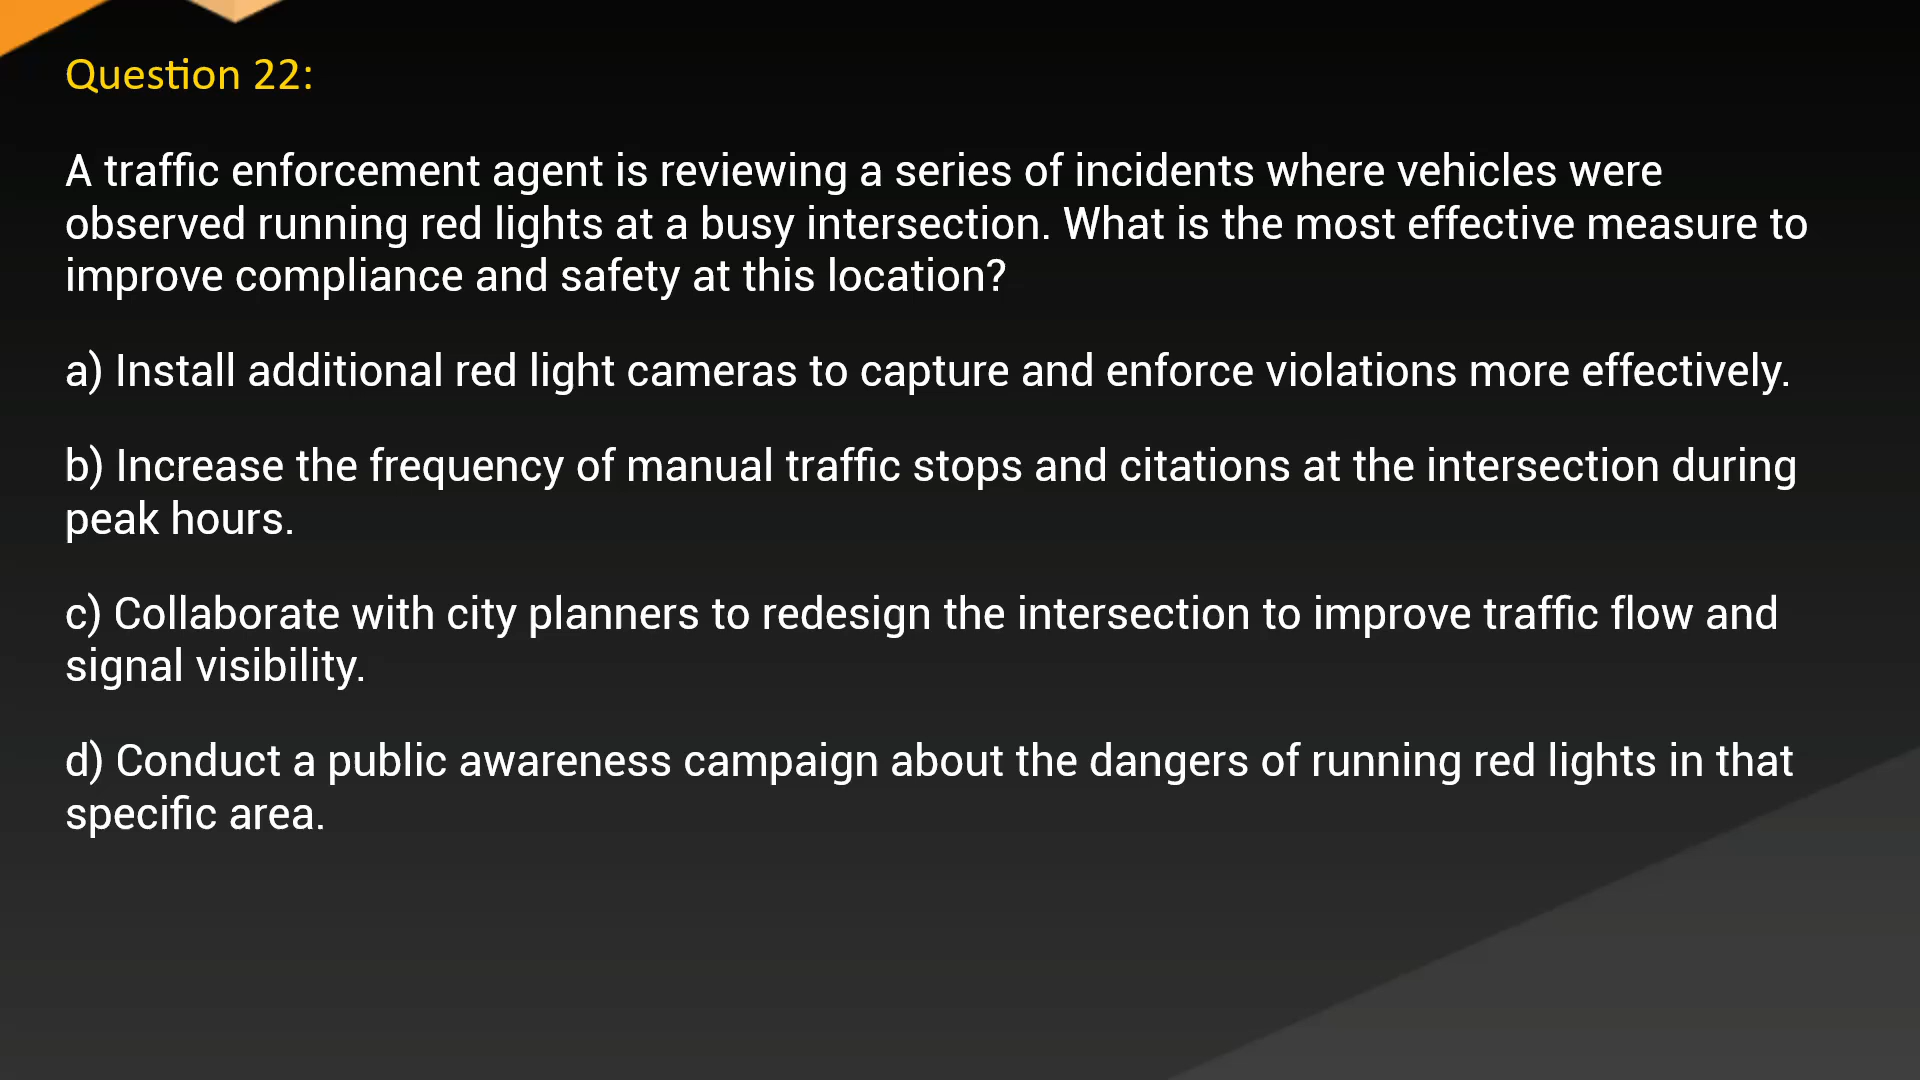 Question 22:
A traffic enforcement agent is reviewing a series of incidents where vehicles were
observed running red lights at a busy intersection. What is the most effective measure to
improve compliance and safety at this location?
a) Install additional red light cameras to capture and enforce violations more effectively.
b) Increase the frequency of manual traffic stops and citations at the intersection during
peak hours.
c) Collaborate with city planners to redesign the intersection to improve traffic flow and
signal visibility.
d) Conduct a public awareness campaign about the dangers of running red lights in that
specific area.